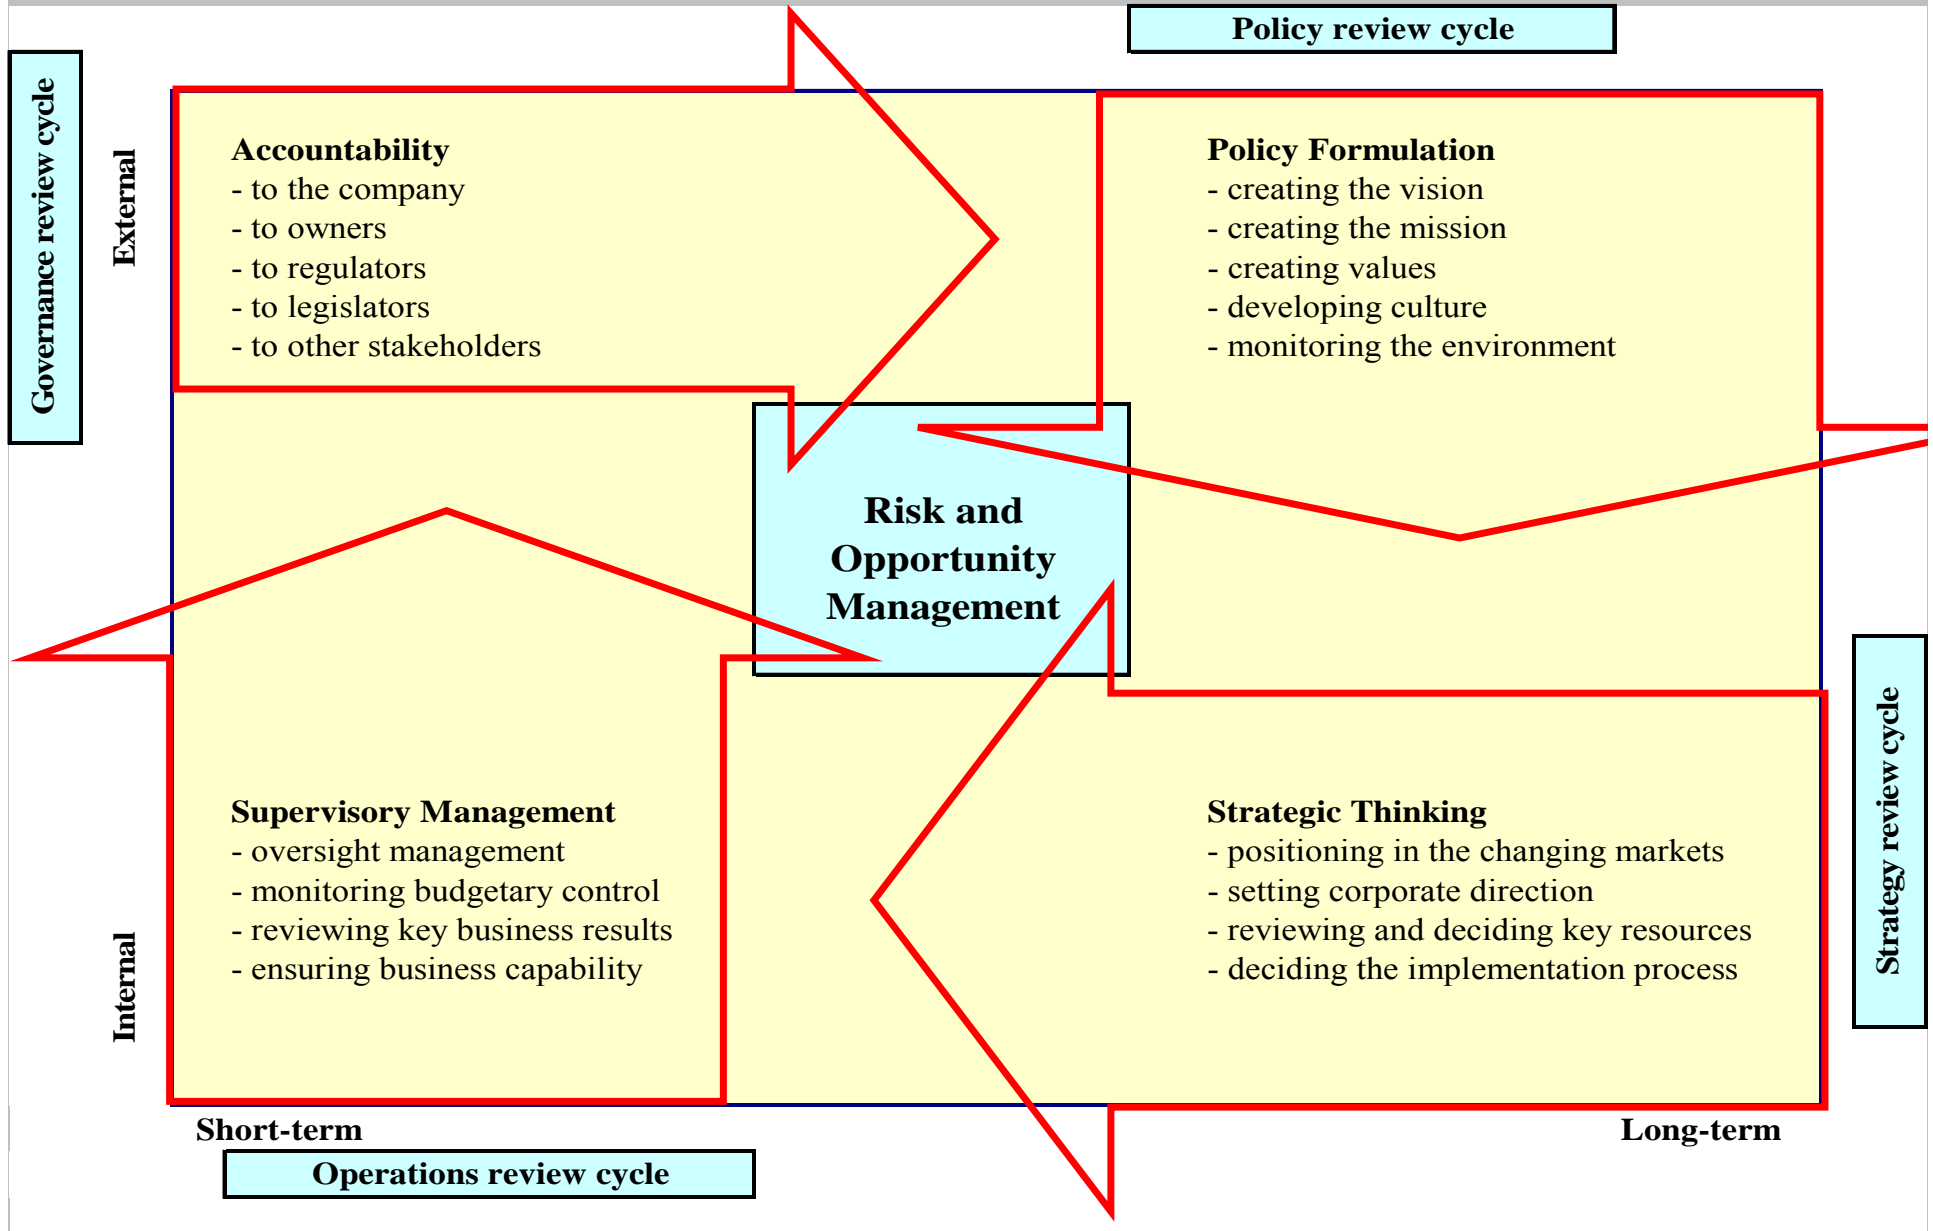 Policy review cycle
Governance review cycle
External
Accountability
- to the company
- to owners
- to regulators
- to legislators
- to other stakeholders
Policy Formulation
- creating the vision
- creating the mission
- creating values
- developing culture
- monitoring the environment
Risk and
Opportunity
Management
Internal
Supervisory Management
- oversight management
- monitoring budgetary control
- reviewing key business results
- ensuring business capability
Strategic Thinking
- positioning in the changing markets
- setting corporate direction
- reviewing and deciding key resources
- deciding the implementation process
Strategy review cycle
Short-term
Long-term
Operations review cycle